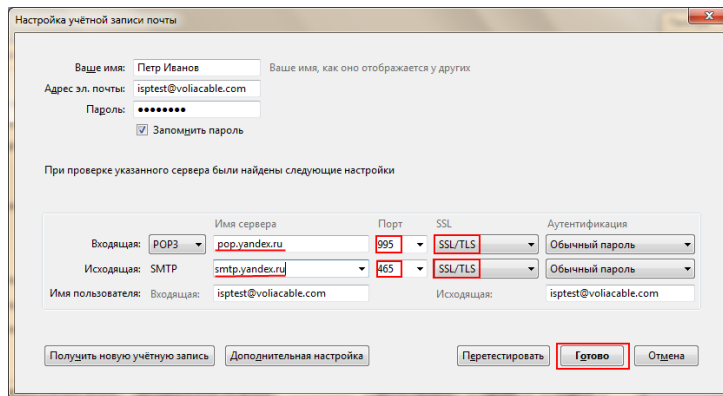 Настройка учётной записи почты
Ваше имя: Петр Иванов Ваше имя, как оно отображается у других
Адрес эл. почты: isptest@voliacable.com
Пароль: ●●●●●●●●
Запомнить пароль
При проверке указанного сервера были найдены следующие настройки
Имя сервера Порт SSL Аутентификация
Входящая: POP3 pop.yandex.ru 995 SSL/TLS Обычный пароль
Исходящая: SMTP smtp.yandex.ru 465 SSL/TLS Обычный пароль
Имя пользователя: Входящая: isptest@voliacable.com Исходящая: isptest@voliacable.com
Получить новую учётную запись Дополнительная настройка Перетестировать Готово Отмена